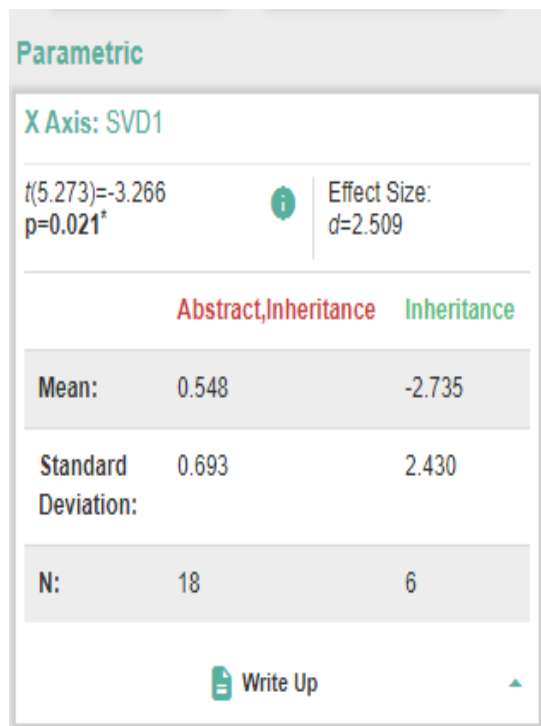 Parametric
X Axis: SVD1
t(5.273)=-3.266
p=0.021*
Effect Size:
d=2.509
Abstract,Inheritance Inheritance
Mean: 0.548 -2.735
Standard Deviation: 0.693 2.430
N: 18 6
Write Up